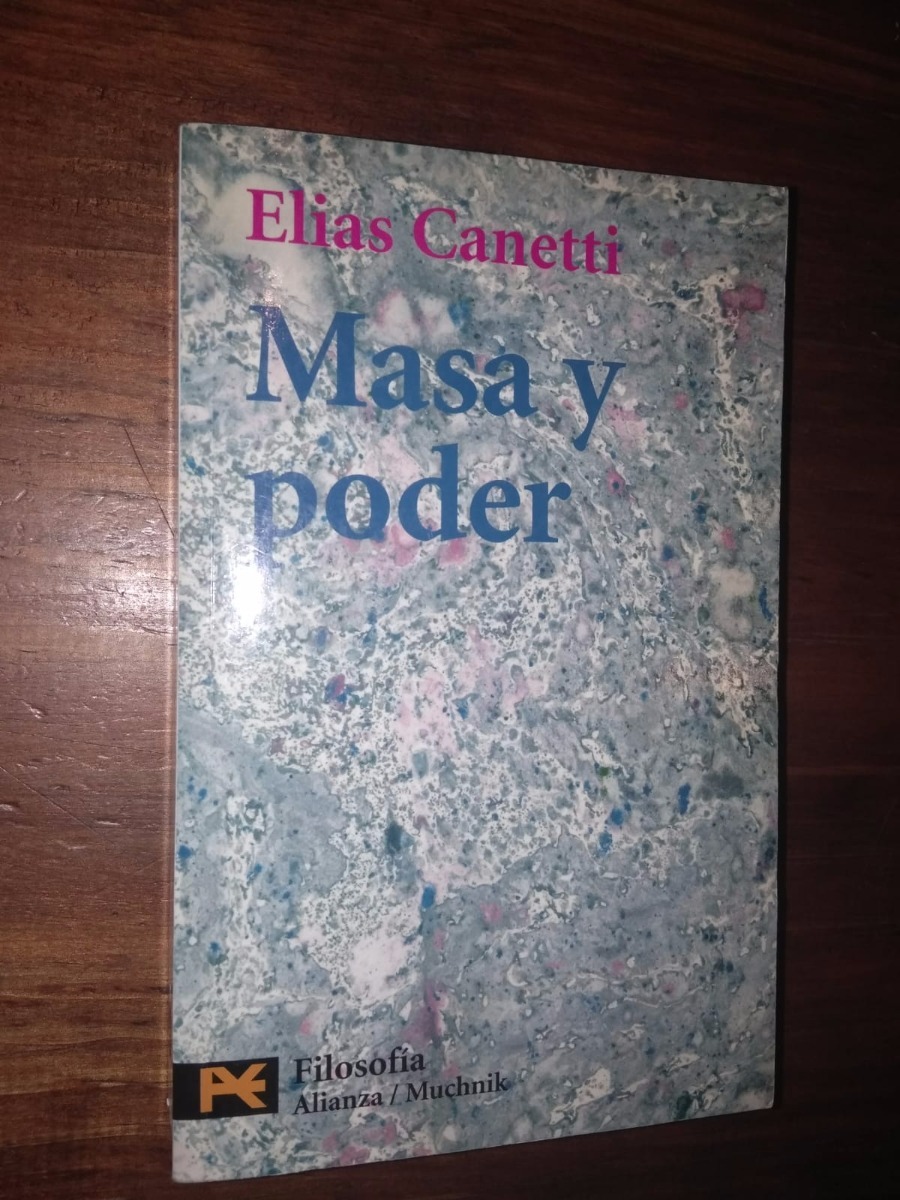 Elias Canetti
Masa y
poder
Filosofía
Alianza / Muchnik